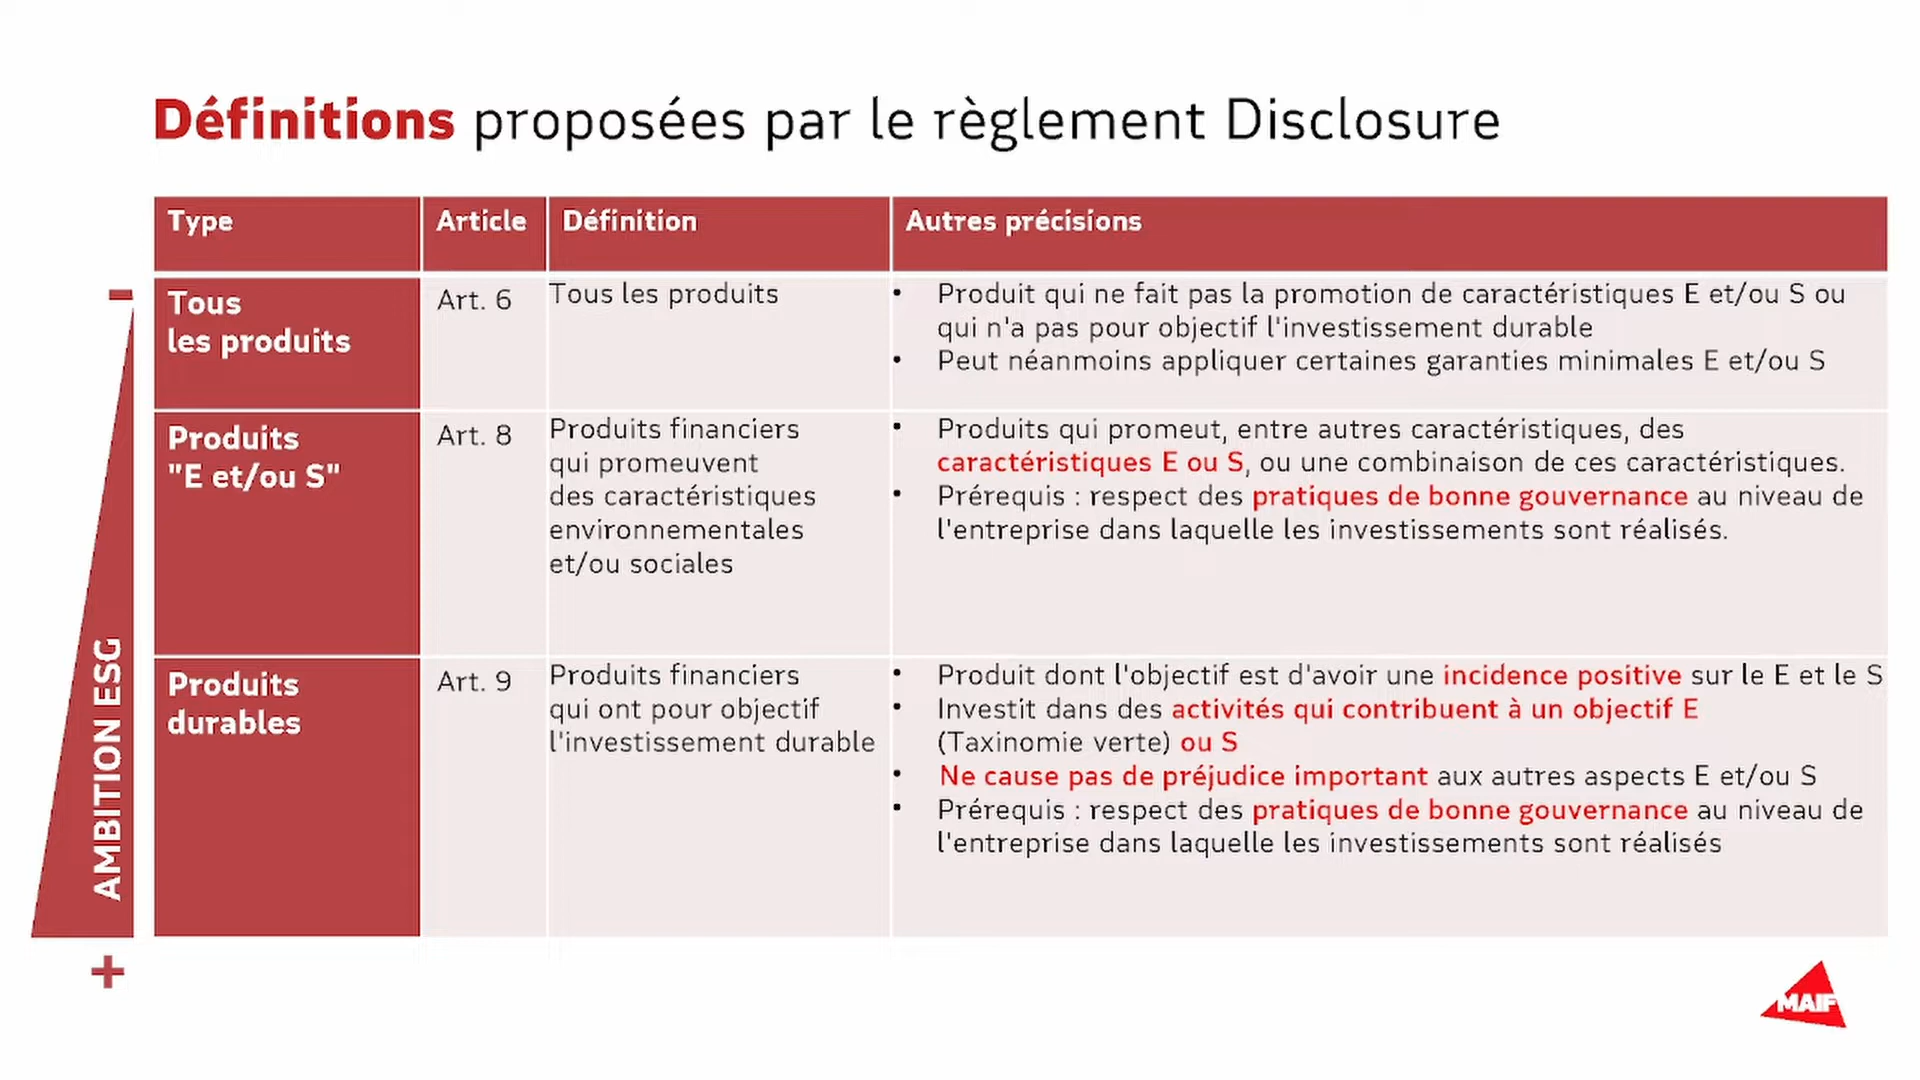 Définitions proposées par le règlement Disclosure
Type
Article
Définition
Autres précisions
Tous
les produits
Art. 6
Tous les produits
• Produit qui ne fait pas la promotion de caractéristiques E et/ou S ou
qui n'a pas pour objectif l'investissement durable
• Peut néanmoins appliquer certaines garanties minimales E et/ou S
Produits
"E et/ou S"
Art. 8
Produits financiers
qui promeuvent
des caractéristiques
environnementales
et/ou sociales
• Produits qui promeut, entre autres caractéristiques, des
caractéristiques E ou S, ou une combinaison de ces caractéristiques.
• Prérequis : respect des pratiques de bonne gouvernance au niveau de
l'entreprise dans laquelle les investissements sont réalisés.
Produits
durables
Art. 9
Produits financiers
qui ont pour objectif
l'investissement durable
• Produit dont l'objectif est d'avoir une incidence positive sur le E et le S
• Investit dans des activités qui contribuent à un objectif E
(Taxinomie verte) ou S
• Ne cause pas de préjudice important aux autres aspects E et/ou S
• Prérequis : respect des pratiques de bonne gouvernance au niveau de
l'entreprise dans laquelle les investissements sont réalisés
-
AMBITION ESG
+
MAIF